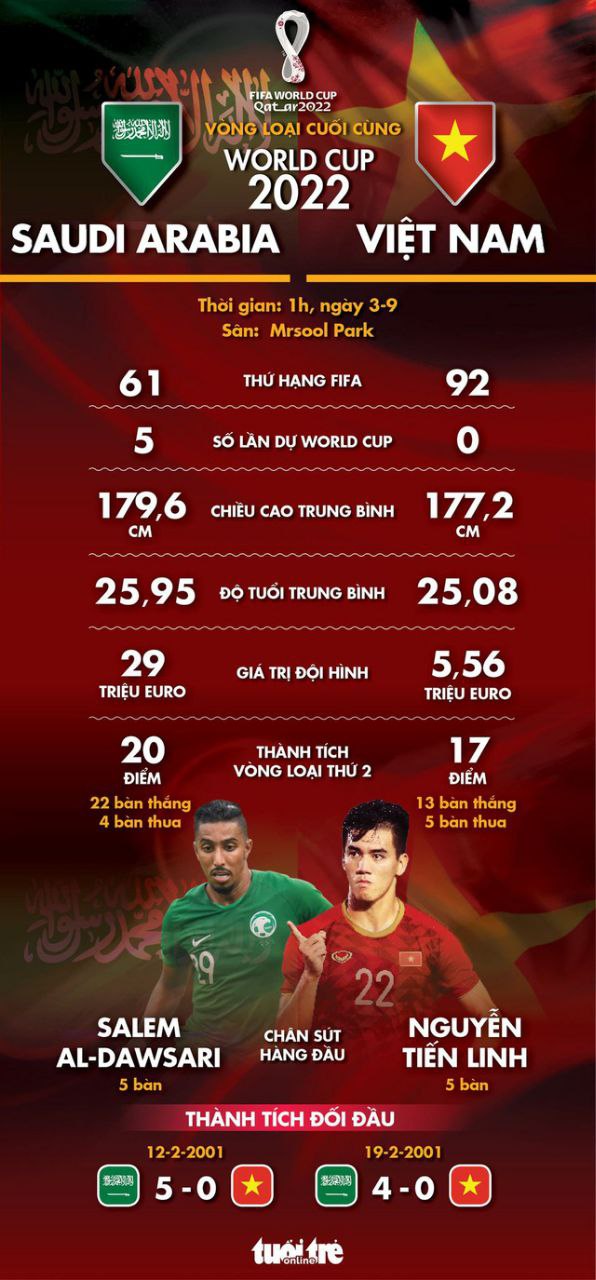 FIFA WORLD CUP
Qatar2022
VÒNG LOẠI CUỐI CÙNG
WORLD CUP
2022
SAUDI ARABIA
VIỆT NAM
Thời gian: 1h, ngày 3-9
Sân: Mrsool Park
61 THỨ HẠNG FIFA 92
5 SỐ LẦN DỰ WORLD CUP 0
179,6 CHIỀU CAO TRUNG BÌNH 177,2
CM CM
25,95 ĐỘ TUỔI TRUNG BÌNH 25,08
29 GIÁ TRỊ ĐỘI HÌNH 5,56
TRIỆU EURO TRIỆU EURO
20 THÀNH TÍCH 17
ĐIỂM VÒNG LOẠI THỨ 2 ĐIỂM
22 bàn thắng 13 bàn thắng
4 bàn thua 5 bàn thua
29
22
SALEM CHÂN SÚT NGUYỄN
AL-DAWSARI HÀNG ĐẦU TIẾN LINH
5 bàn 5 bàn
THÀNH TÍCH ĐỐI ĐẦU
12-2-2001 19-2-2001
5 - 0 4 - 0
tuổi trẻ
online